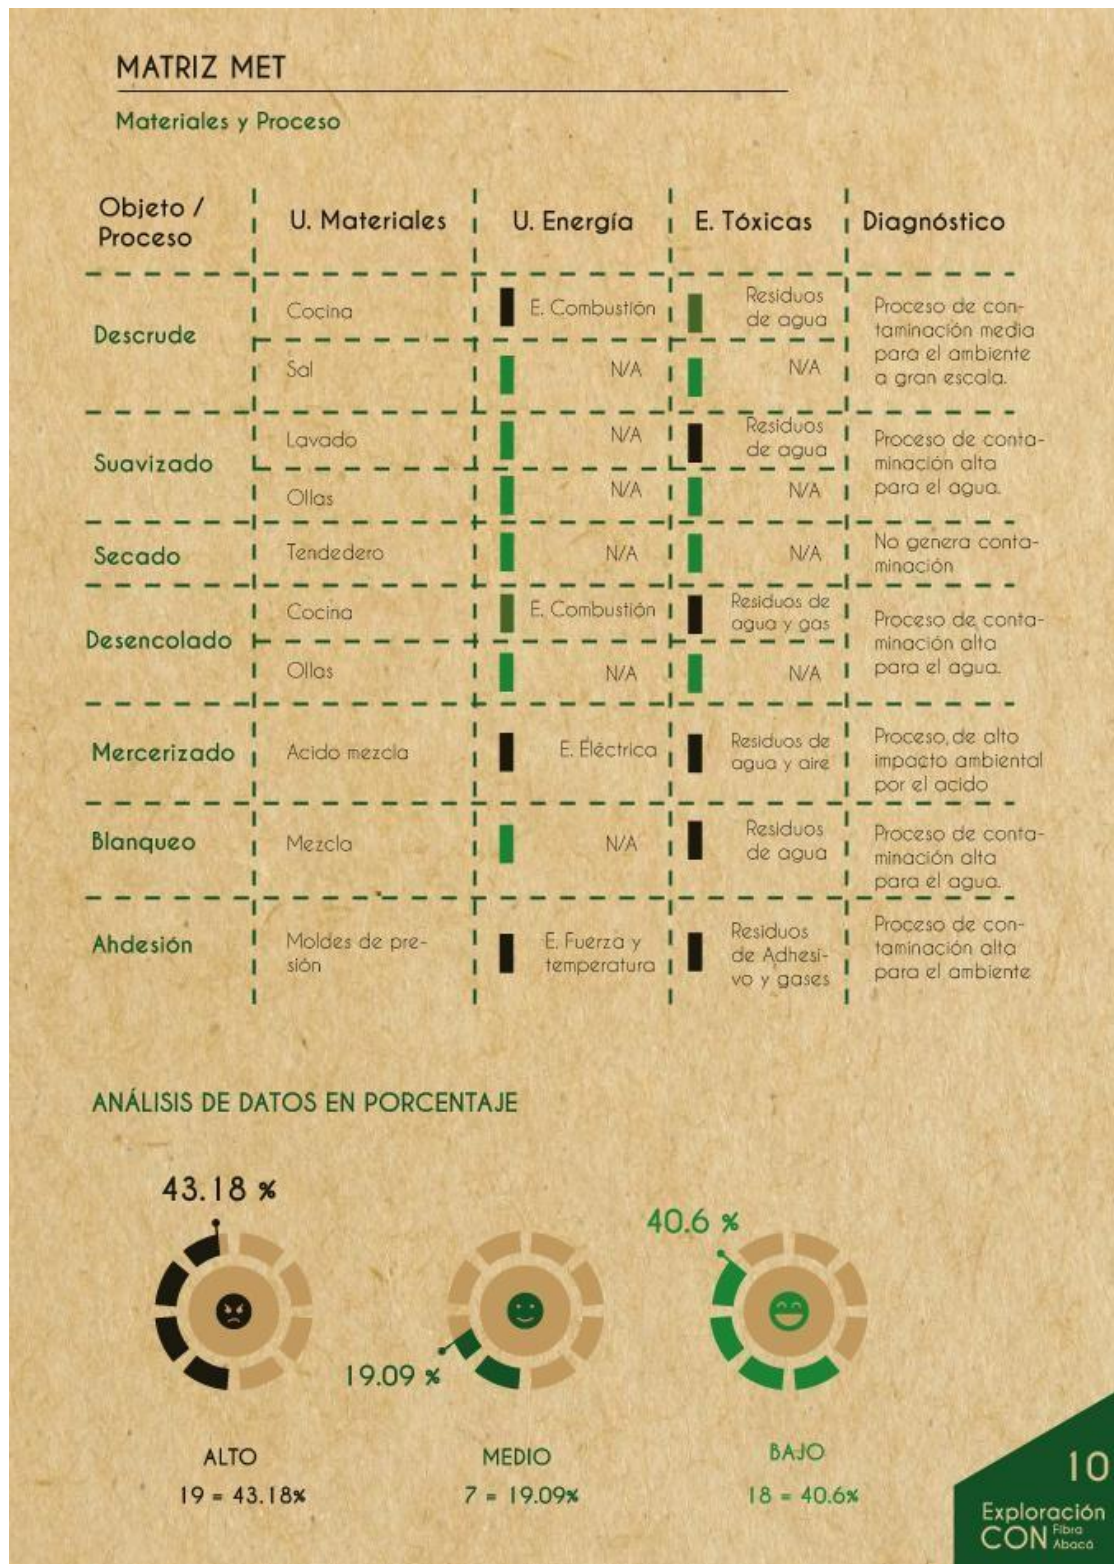 MATRIZ MET
Materiales y Proceso
Objeto /
Proceso
U. Materiales
U. Energía
E. Tóxicas
Diagnóstico
Descrude
Cocina
E. Combustión
Residuos
de agua
Proceso de con-
taminación media
para el ambiente
a gran escala.
Sal
N/A
N/A
Suavizado
Lavado
N/A
Residuos
de agua
Proceso de conta-
minación alta
para el agua.
Ollas
N/A
N/A
Secado
Tendedero
N/A
N/A
No genera conta-
minación
Desencolado
Cocina
E. Combustión
Residuos de
agua y gas
Proceso de conta-
minación alta
para el agua.
Ollas
N/A
N/A
Mercerizado
Acido mezcla
E. Eléctrica
Residuos de
agua y aire
Proceso de alto
impacto ambiental
por el acido
Blanqueo
Mezcla
N/A
Residuos
de agua
Proceso de conta-
minación alta
para el agua.
Ahdesión
Moldes de pre-
sión
E. Fuerza y
temperatura
Residuos
de Adhesi-
vo y gases
Proceso de con-
taminación alta
para el ambiente
ANÁLISIS DE DATOS EN PORCENTAJE
43.18 %
19.09 %
40.6 %
ALTO
19 = 43.18%
MEDIO
7 = 19.09%
BAJO
18 = 40.6%
10
Exploración
CON Fibra
Abacá